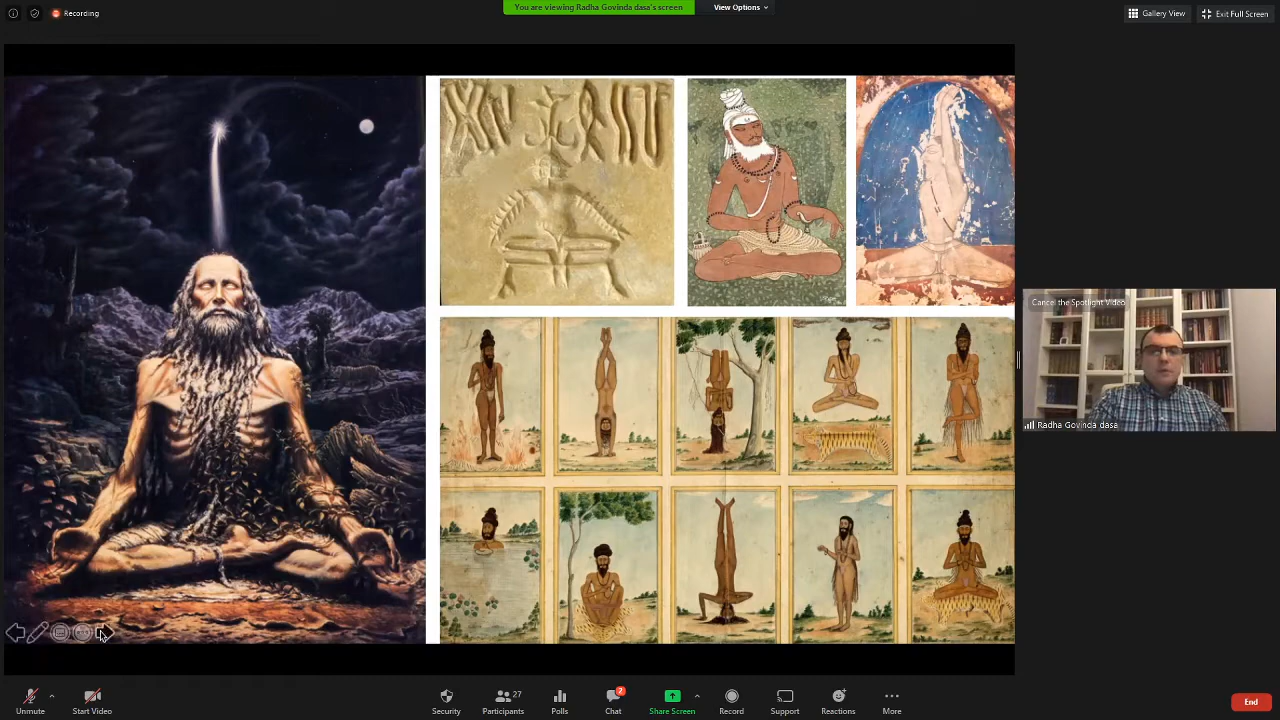 Recording
You are viewing Radha Govinda dasa's screen
View Options
Gallery View
Exit Full Screen
Cancel the Spotlight Video
Radha Govinda dasa
Unmute
Start Video
Security
27
Participants
Polls
2
Chat
Share Screen
Record
Support
Reactions
More
End